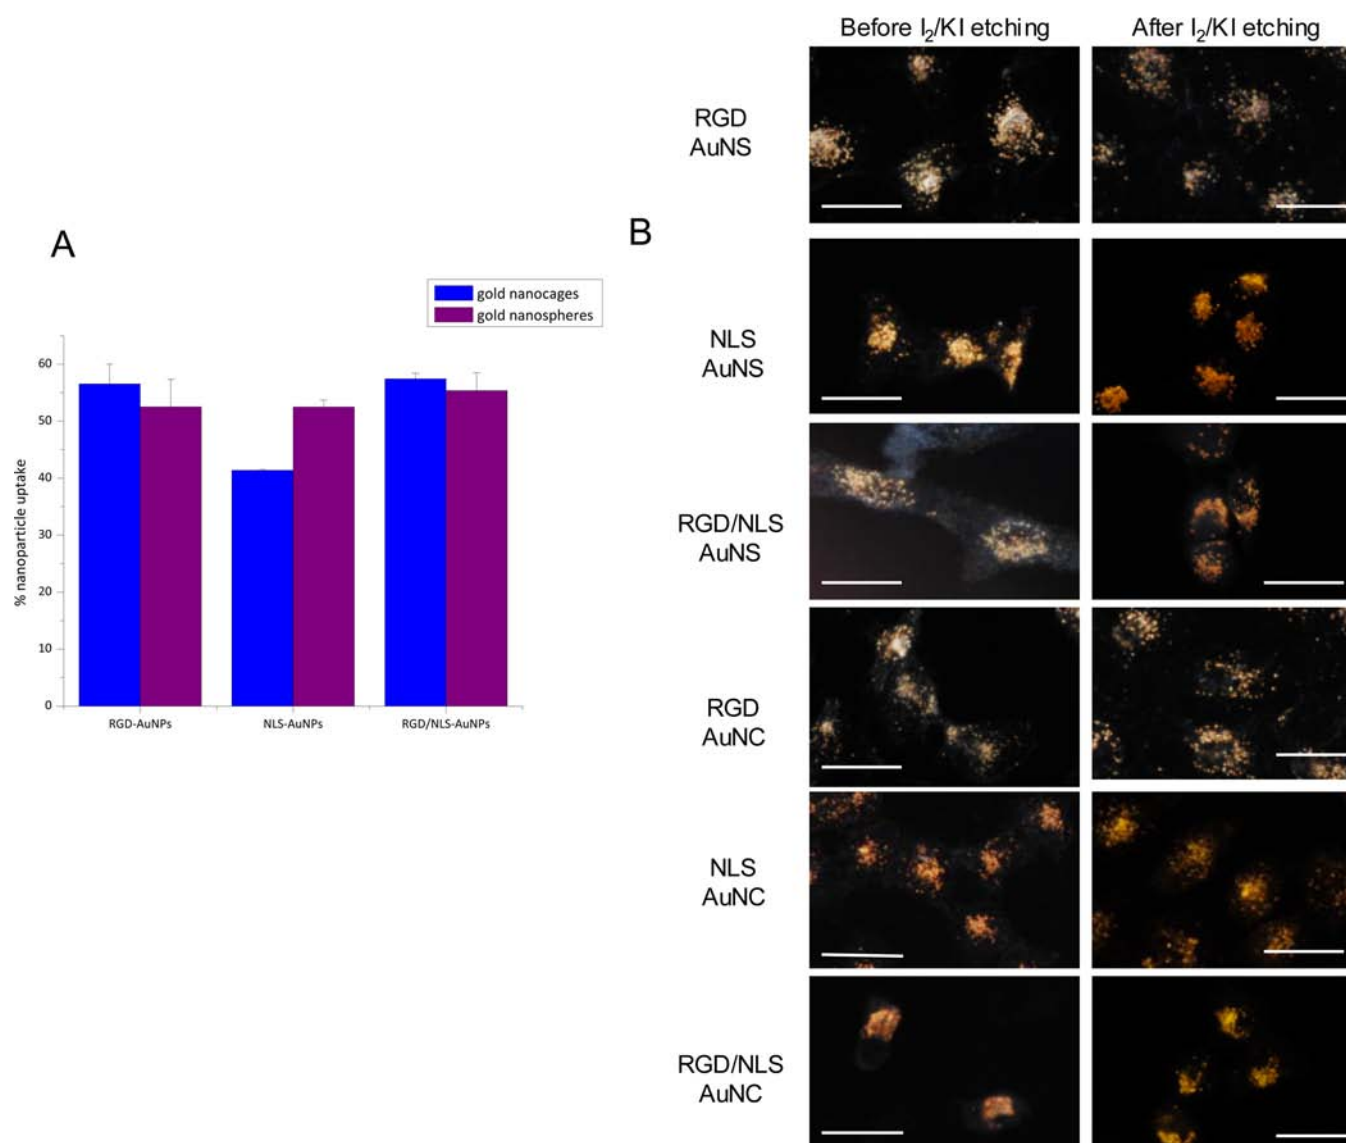 Before I₂/KI etching
After I₂/KI etching
RGD
AuNS
A
B
gold nanocages
gold nanospheres
NLS
AuNS
60
50
40
30
20
10
0
% nanoparticle uptake
RGD-AuNPs
NLS-AuNPs
RGD/NLS-AuNPs
RGD/NLS
AuNS
RGD
AuNC
NLS
AuNC
RGD/NLS
AuNC